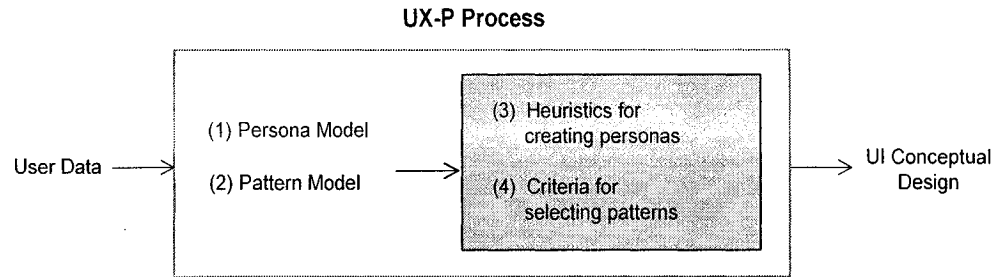 UX-P Process
User Data
(1) Persona Model
(2) Pattern Model
(3) Heuristics for
creating personas
(4) Criteria for
selecting patterns
UI Conceptual
Design